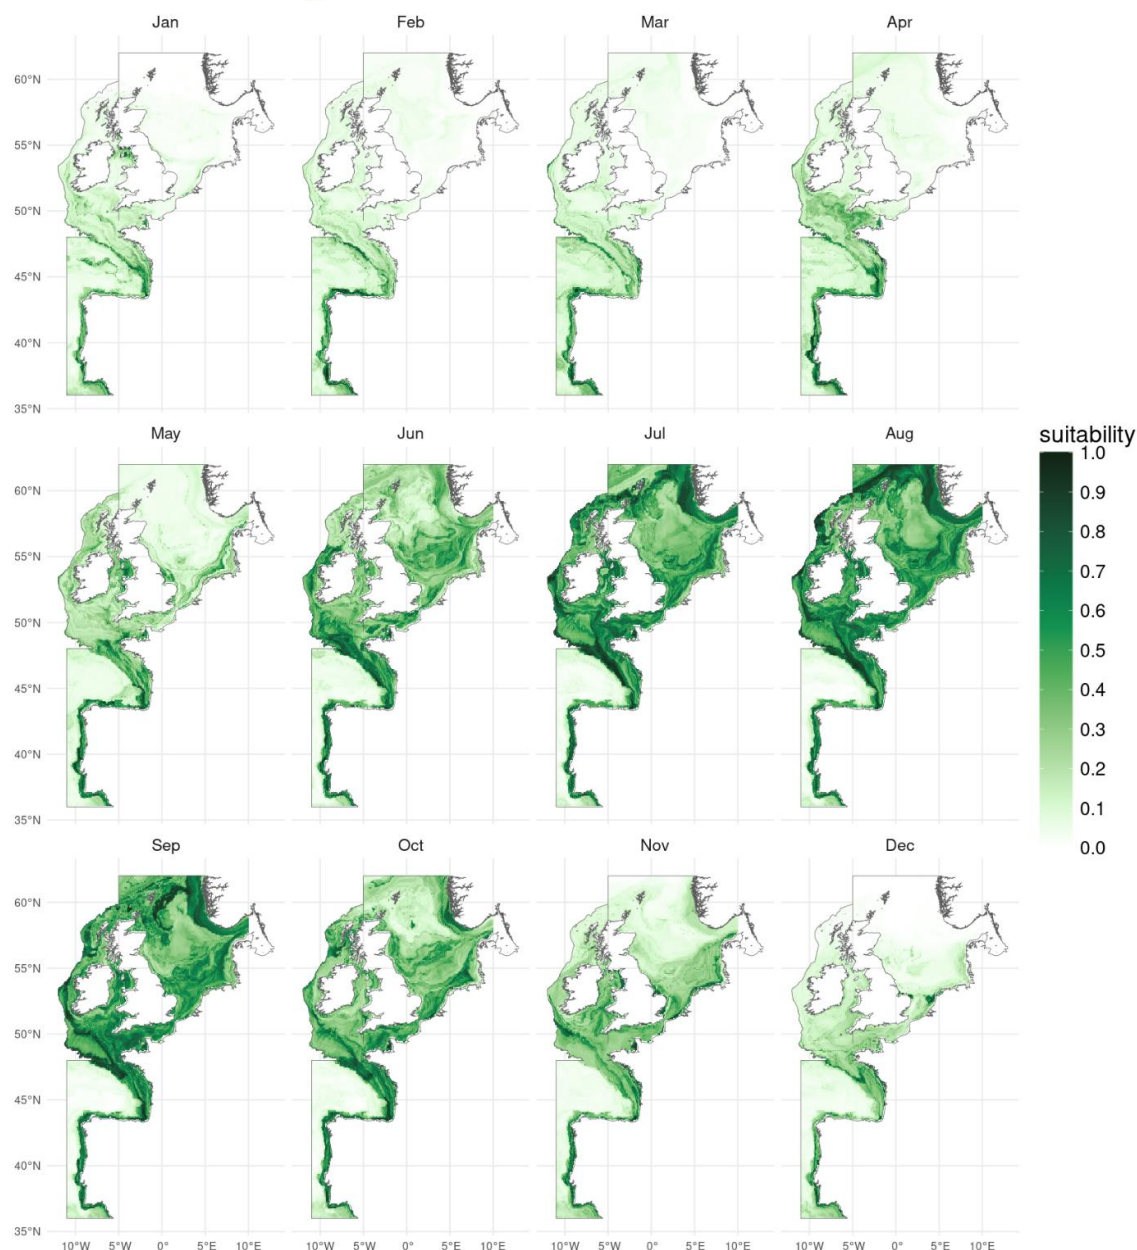 Jan Feb Mar Apr
60°N
55°N
50°N
45°N
40°N
35°N
May Jun Jul Aug
60°N
55°N
50°N
45°N
40°N
35°N
suitability
1.0
0.9
0.8
0.7
0.6
0.5
0.4
0.3
0.2
0.1
0.0
Sep Oct Nov Dec
60°N
55°N
50°N
45°N
40°N
35°N
10°W 5°W 0° 5°E 10°E 10°W 5°W 0° 5°E 10°E 10°W 5°W 0° 5°E 10°E 10°W 5°W 0° 5°E 10°E